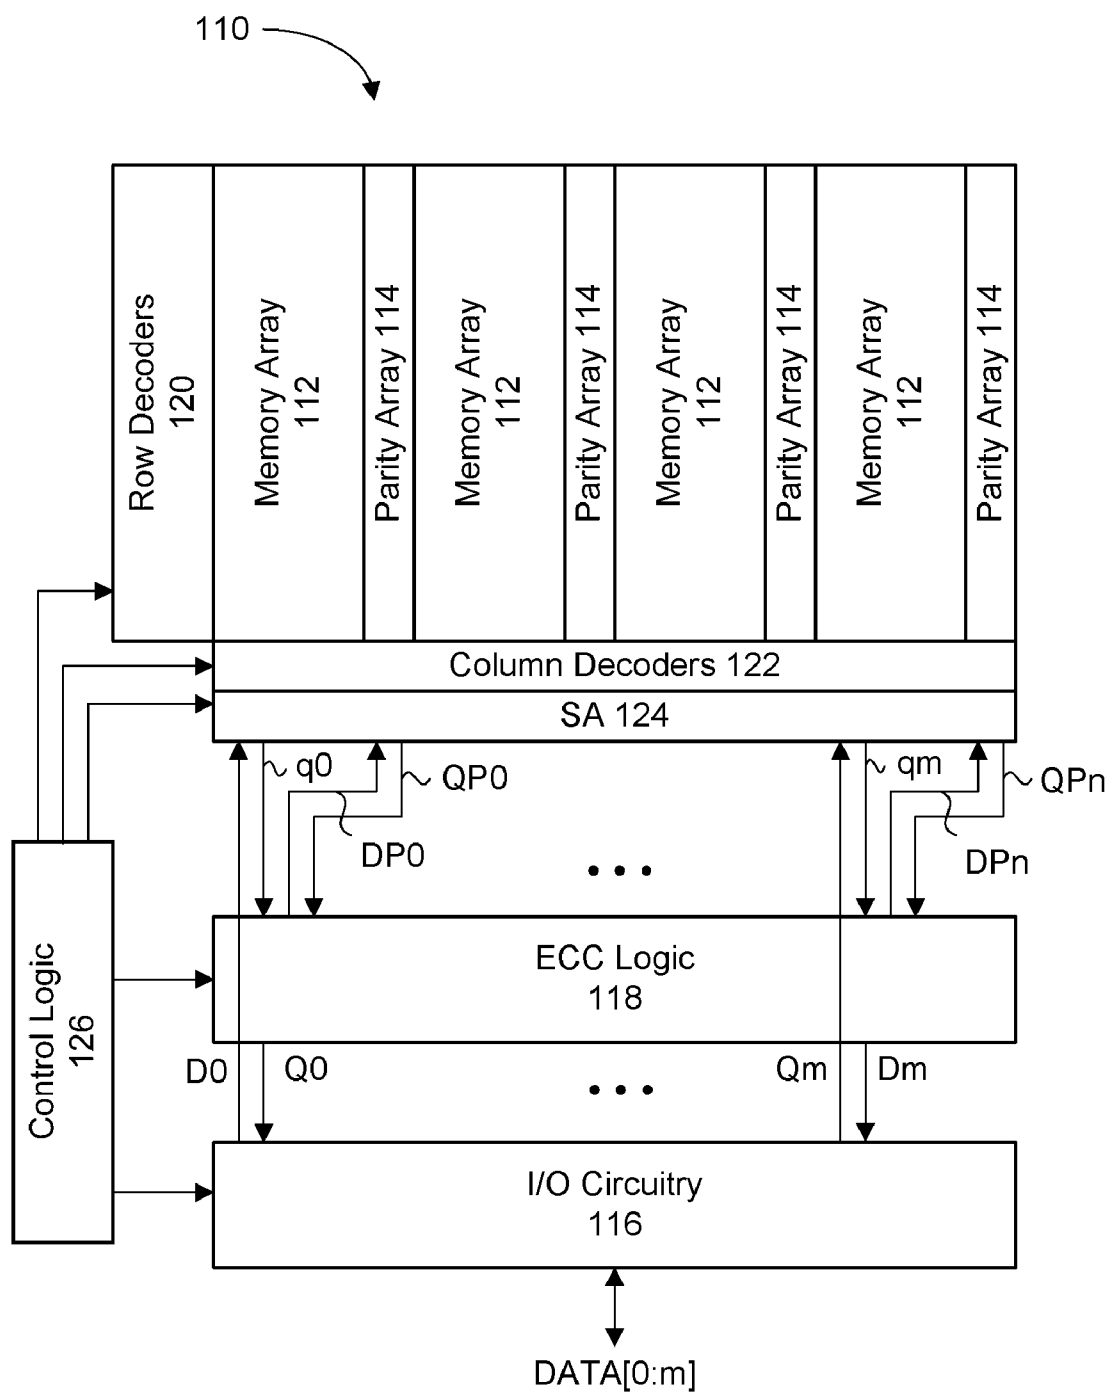 110
Row Decoders
120
Memory Array
112
Parity Array 114
Memory Array
112
Parity Array 114
Memory Array
112
Parity Array 114
Memory Array
112
Parity Array 114
Column Decoders 122
SA 124
q0
QP0
DP0
qm
QPn
DPn
• • •
Control Logic
126
ECC Logic
118
D0
Q0
• • •
Qm
Dm
I/O Circuitry
116
DATA[0:m]